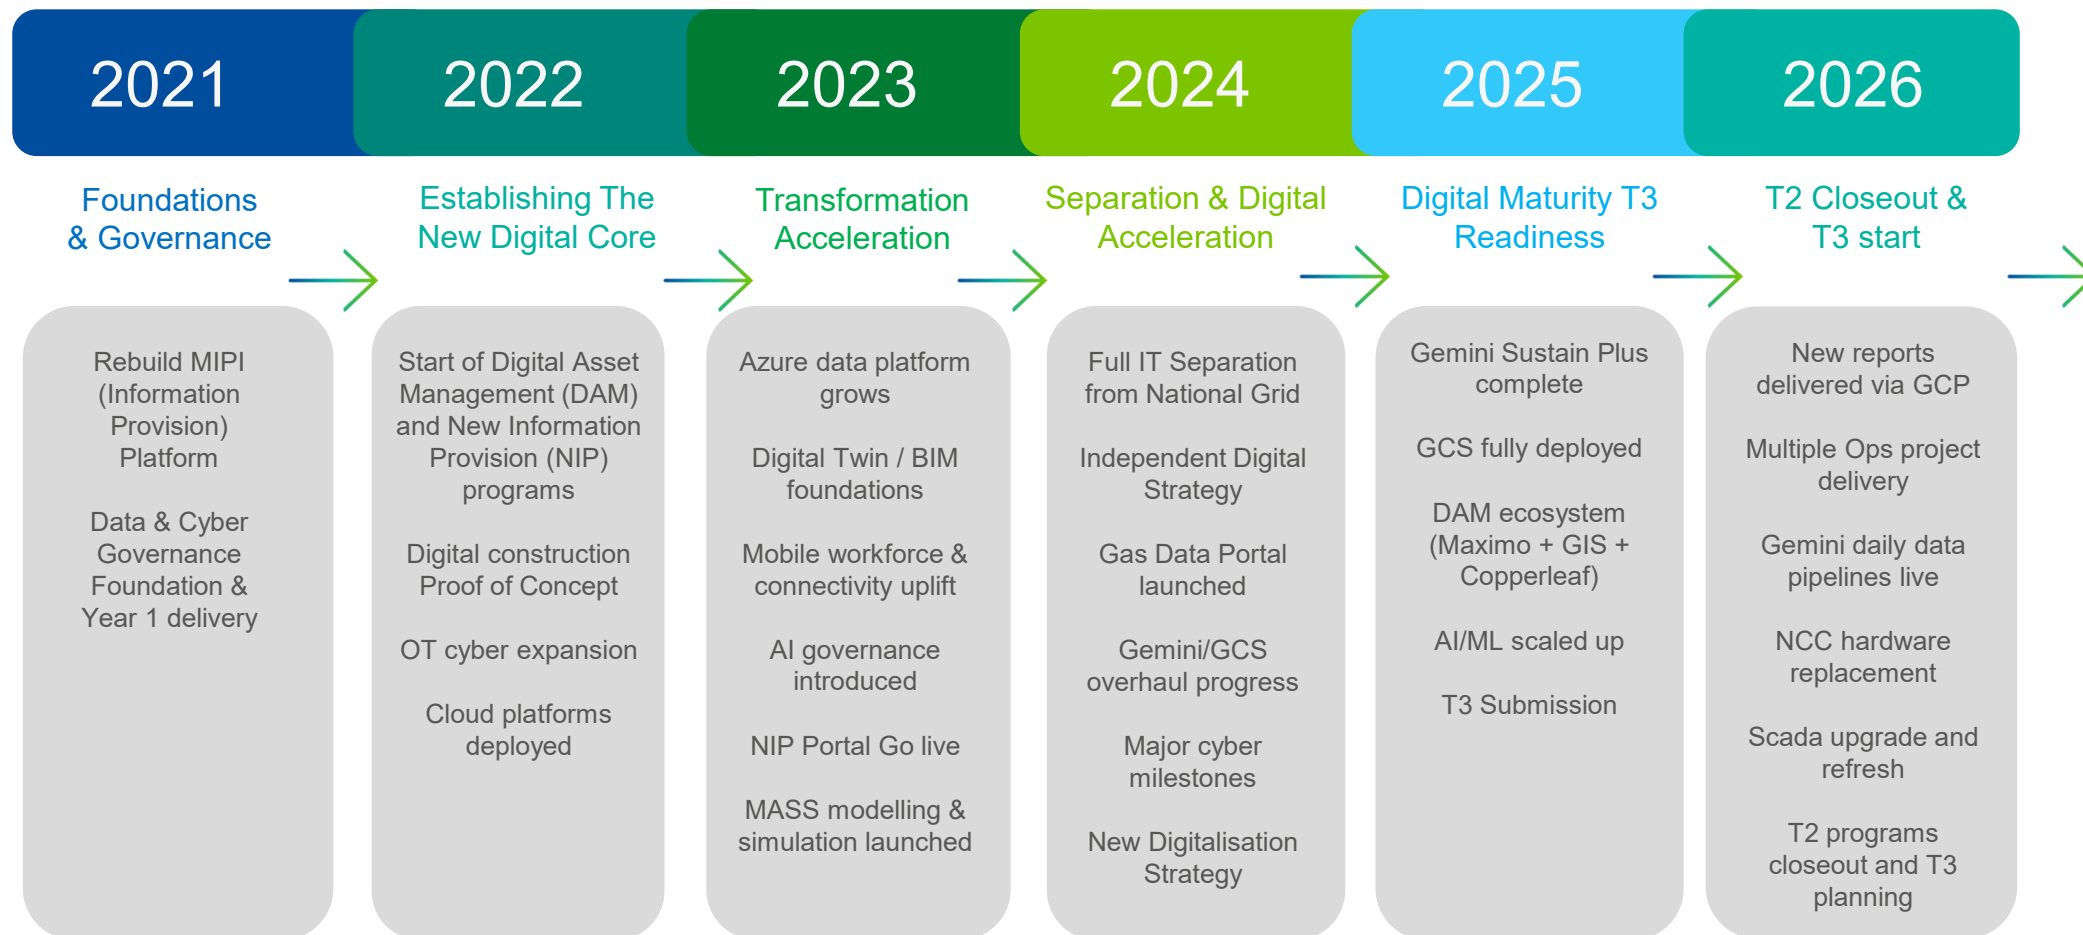 2021
2022
2023
2024
2025
2026
Foundations
& Governance
Establishing The
New Digital Core
Transformation
Acceleration
Separation & Digital
Acceleration
Digital Maturity T3
Readiness
T2 Closeout &
T3 start
Rebuild MIPI
(Information
Provision)
Platform
Data & Cyber
Governance
Foundation &
Year 1 delivery
Start of Digital Asset
Management (DAM)
and New Information
Provision (NIP)
programs
Digital construction
Proof of Concept
OT cyber expansion
Cloud platforms
deployed
Azure data platform
grows
Digital Twin / BIM
foundations
Mobile workforce &
connectivity uplift
AI governance
introduced
NIP Portal Go live
MASS modelling &
simulation launched
Full IT Separation
from National Grid
Independent Digital
Strategy
Gas Data Portal
launched
Gemini/GCS
overhaul progress
Major cyber
milestones
New Digitalisation
Strategy
Gemini Sustain Plus
complete
GCS fully deployed
DAM ecosystem
(Maximo + GIS +
Copperleaf)
AI/ML scaled up
T3 Submission
New reports
delivered via GCP
Multiple Ops project
delivery
Gemini daily data
pipelines live
NCC hardware
replacement
Scada upgrade and
refresh
T2 programs
closeout and T3
planning